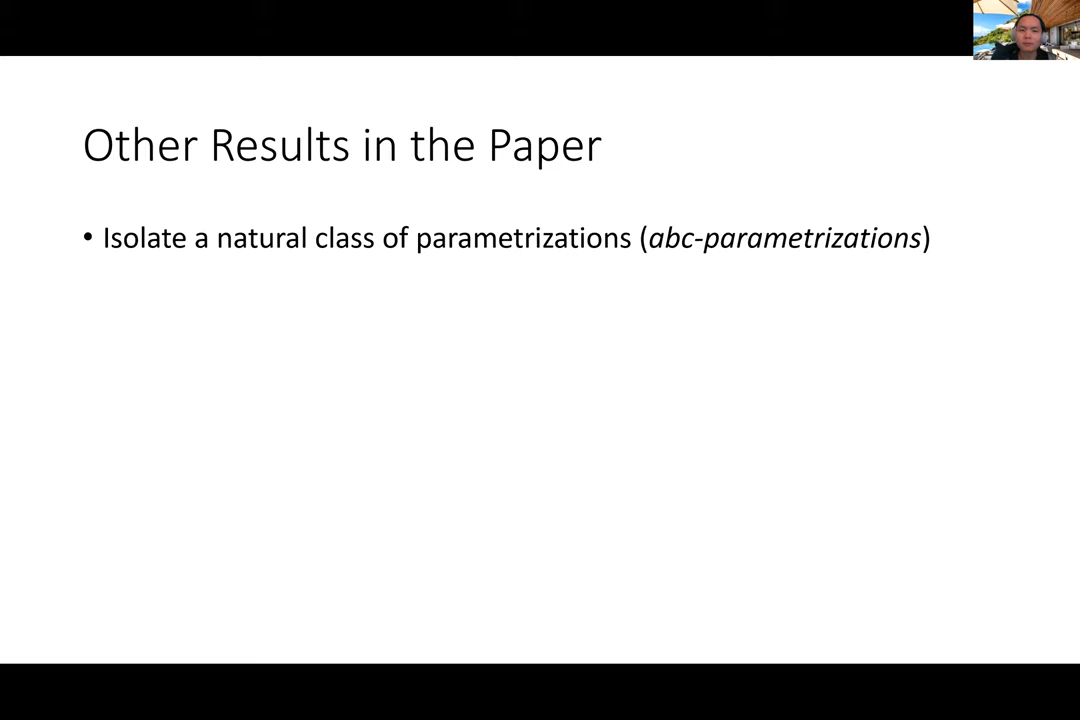 Other Results in the Paper
• Isolate a natural class of parametrizations (abc-parametrizations)